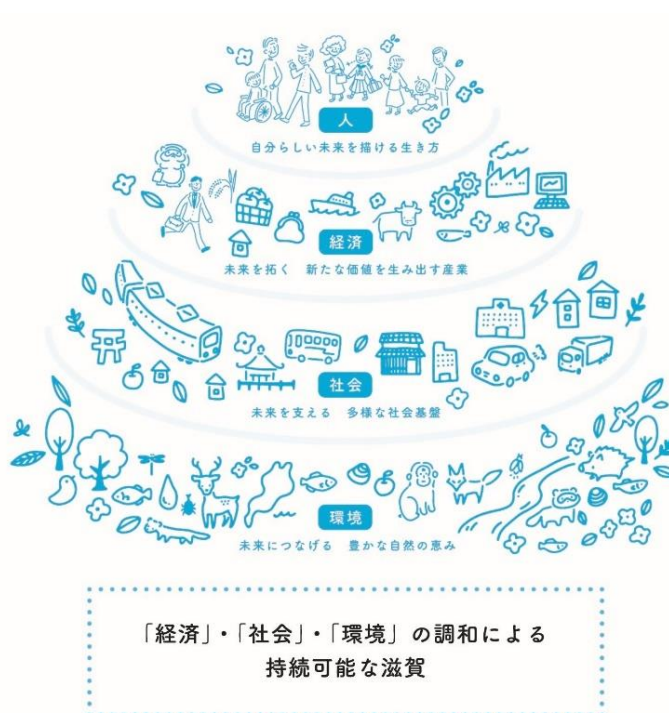 人
自分らしい未来を描ける生き方
経済
未来を拓く 新たな価値を生み出す産業
社会
未来を支える 多様な社会基盤
環境
未来につなげる 豊かな自然の恵み
「経済」・「社会」・「環境」の調和による
持続可能な滋賀